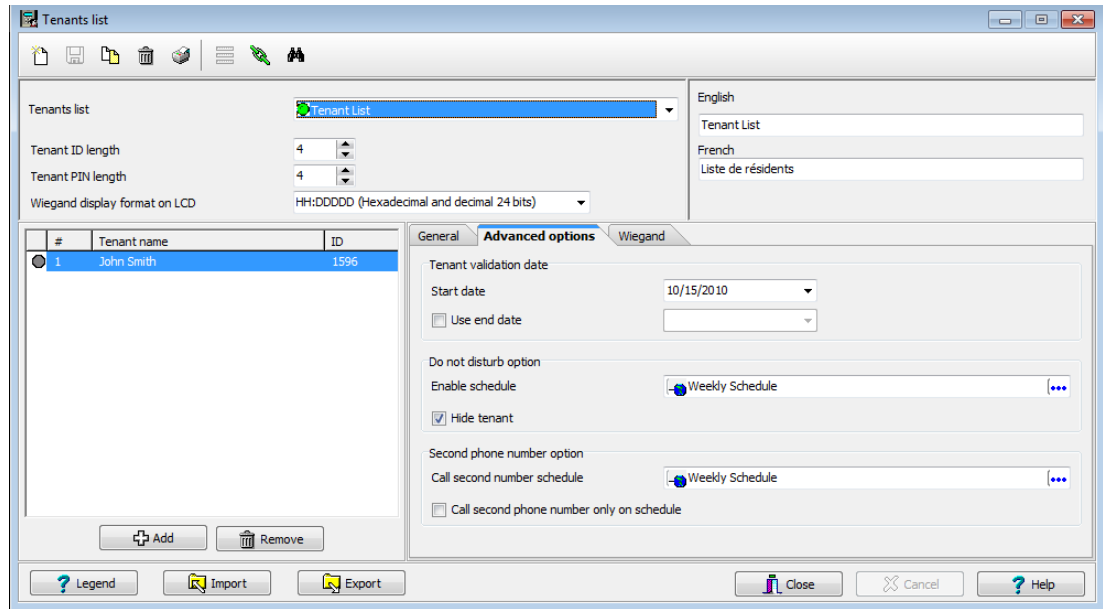 Tenants list
Tenants list
Tenant List
Tenant ID length
4
Tenant PIN length
4
Wiegand display format on LCD
HH:DDDDD (Hexadecimal and decimal 24 bits)
English
Tenant List
French
Liste de résidents
# Tenant name ID
1 John Smith 1596
Add
Remove
General Advanced options Wiegand
Tenant validation date
Start date
10/15/2010
Use end date
Do not disturb option
Enable schedule
Weekly Schedule
Hide tenant
Second phone number option
Call second number schedule
Weekly Schedule
Call second phone number only on schedule
? Legend
Import
Export
Close
Cancel
? Help